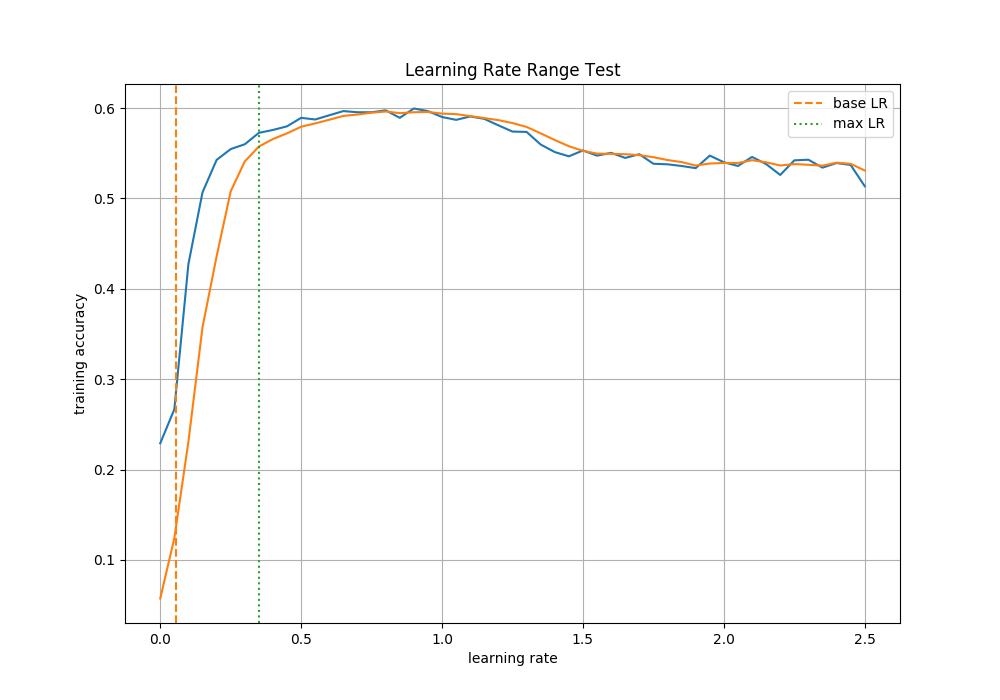 Learning Rate Range Test
base LR
max LR
0.6
0.5
0.4
0.3
0.2
0.1
training accuracy
0.0
0.5
1.0
1.5
2.0
2.5
learning rate